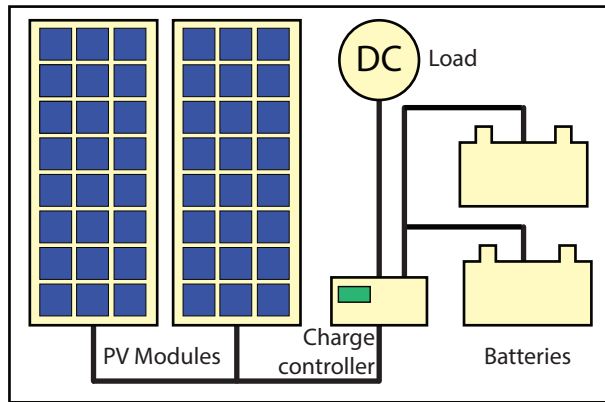 DC
Load
PV Modules
Charge
controller
Batteries